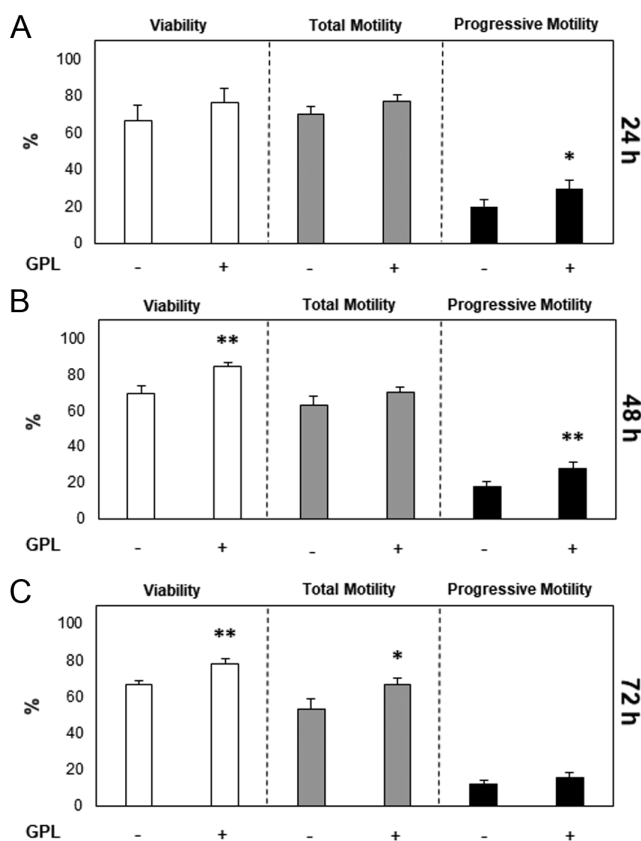 A
Viability Total Motility Progressive Motility
100
80
60
40
20
0
%
*
24 h
GPL - + - + - +
B
Viability Total Motility Progressive Motility
100
80
60
40
20
0
%
**
**
48 h
GPL - + - + - +
C
Viability Total Motility Progressive Motility
100
80
60
40
20
0
%
**
*
72 h
GPL - + - + - +